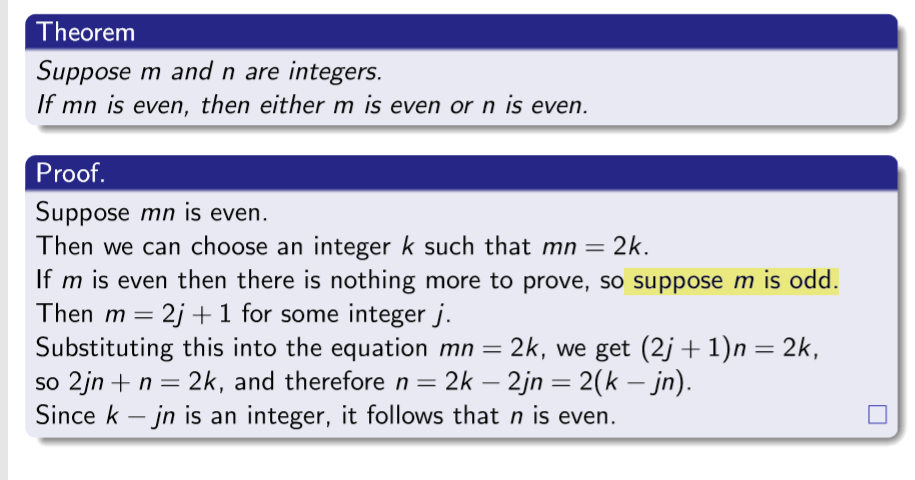 Theorem
Suppose m and n are integers.
If mn is even, then either m is even or n is even.
Proof.
Suppose mn is even.
Then we can choose an integer k such that mn = 2k.
If m is even then there is nothing more to prove, so suppose m is odd.
Then m = 2j + 1 for some integer j.
Substituting this into the equation mn = 2k, we get (2j + 1)n = 2k,
so 2jn + n = 2k, and therefore n = 2k − 2jn = 2(k − jn).
Since k − jn is an integer, it follows that n is even. □